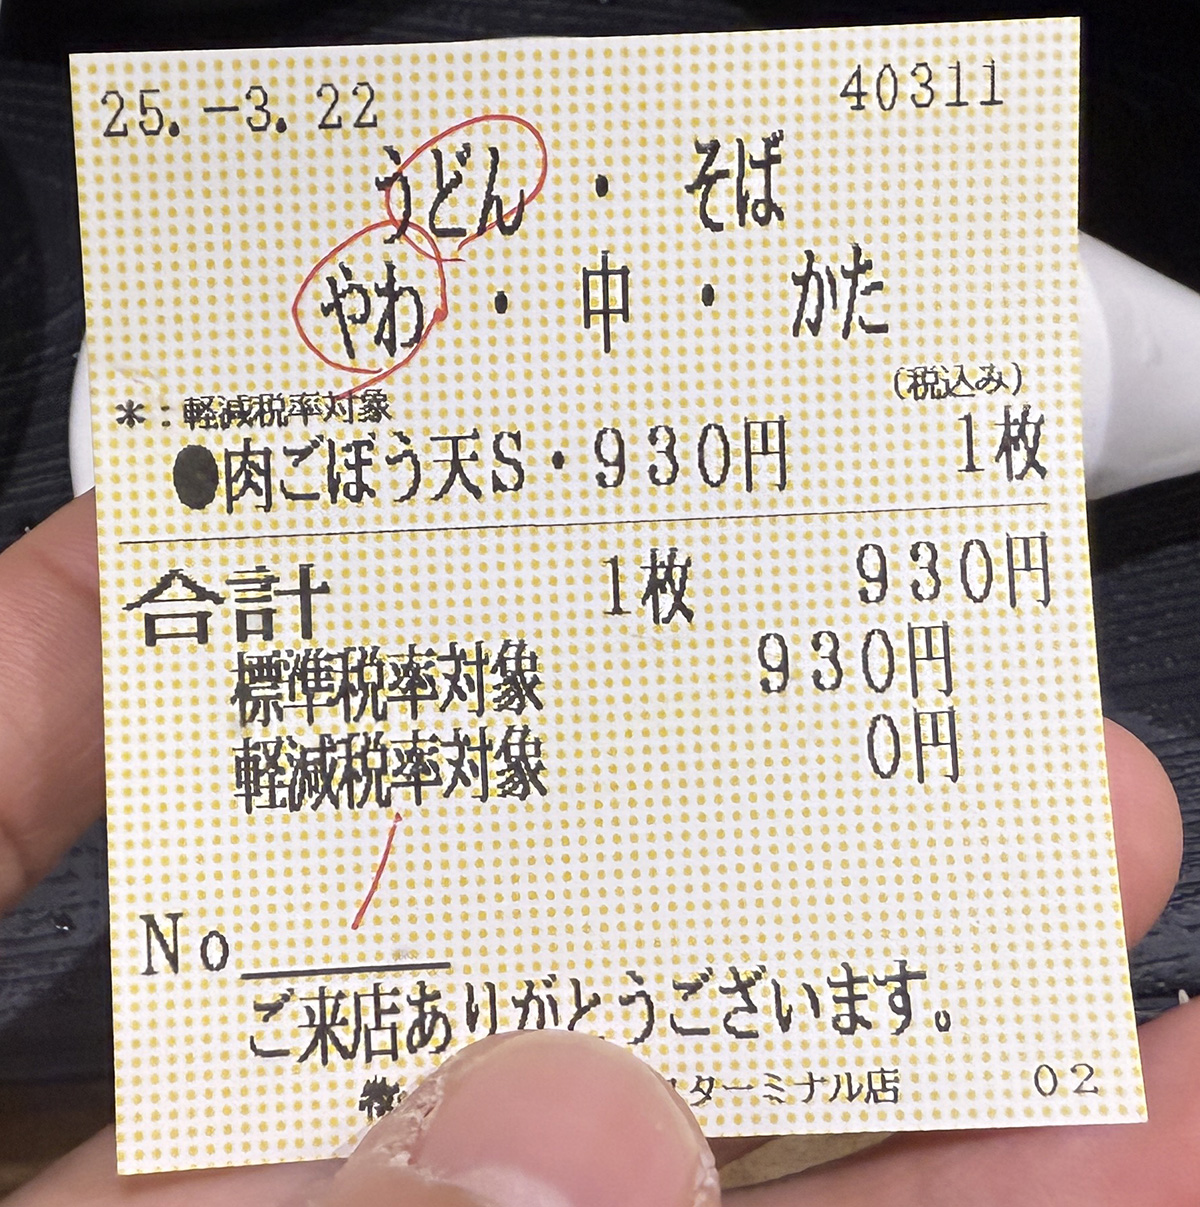 25.-3.22 40311
うどん ・ そば
やわ ・ 中 ・ かた
(税込み)
*:軽減税率対象
●肉ごぼう天S・930円 1枚
合計 1枚 930円
標準税率対象 930円
軽減税率対象 0円
No
ご来店ありがとうございます。
スターミナル店 02